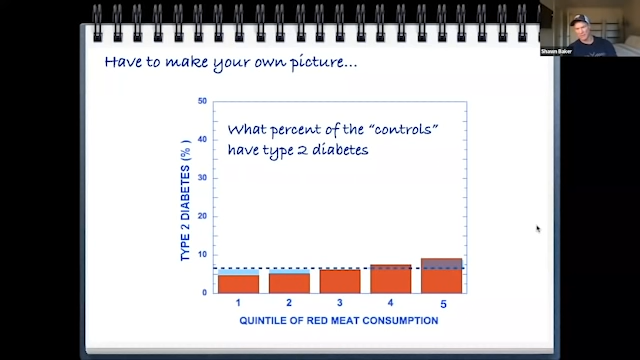 Shawn Baker
Have to make your own picture...
50
What percent of the "controls"
have type 2 diabetes
40
30
20
10
0
TYPE 2 DIABETES (%)
1 2 3 4 5
QUINTILE OF RED MEAT CONSUMPTION